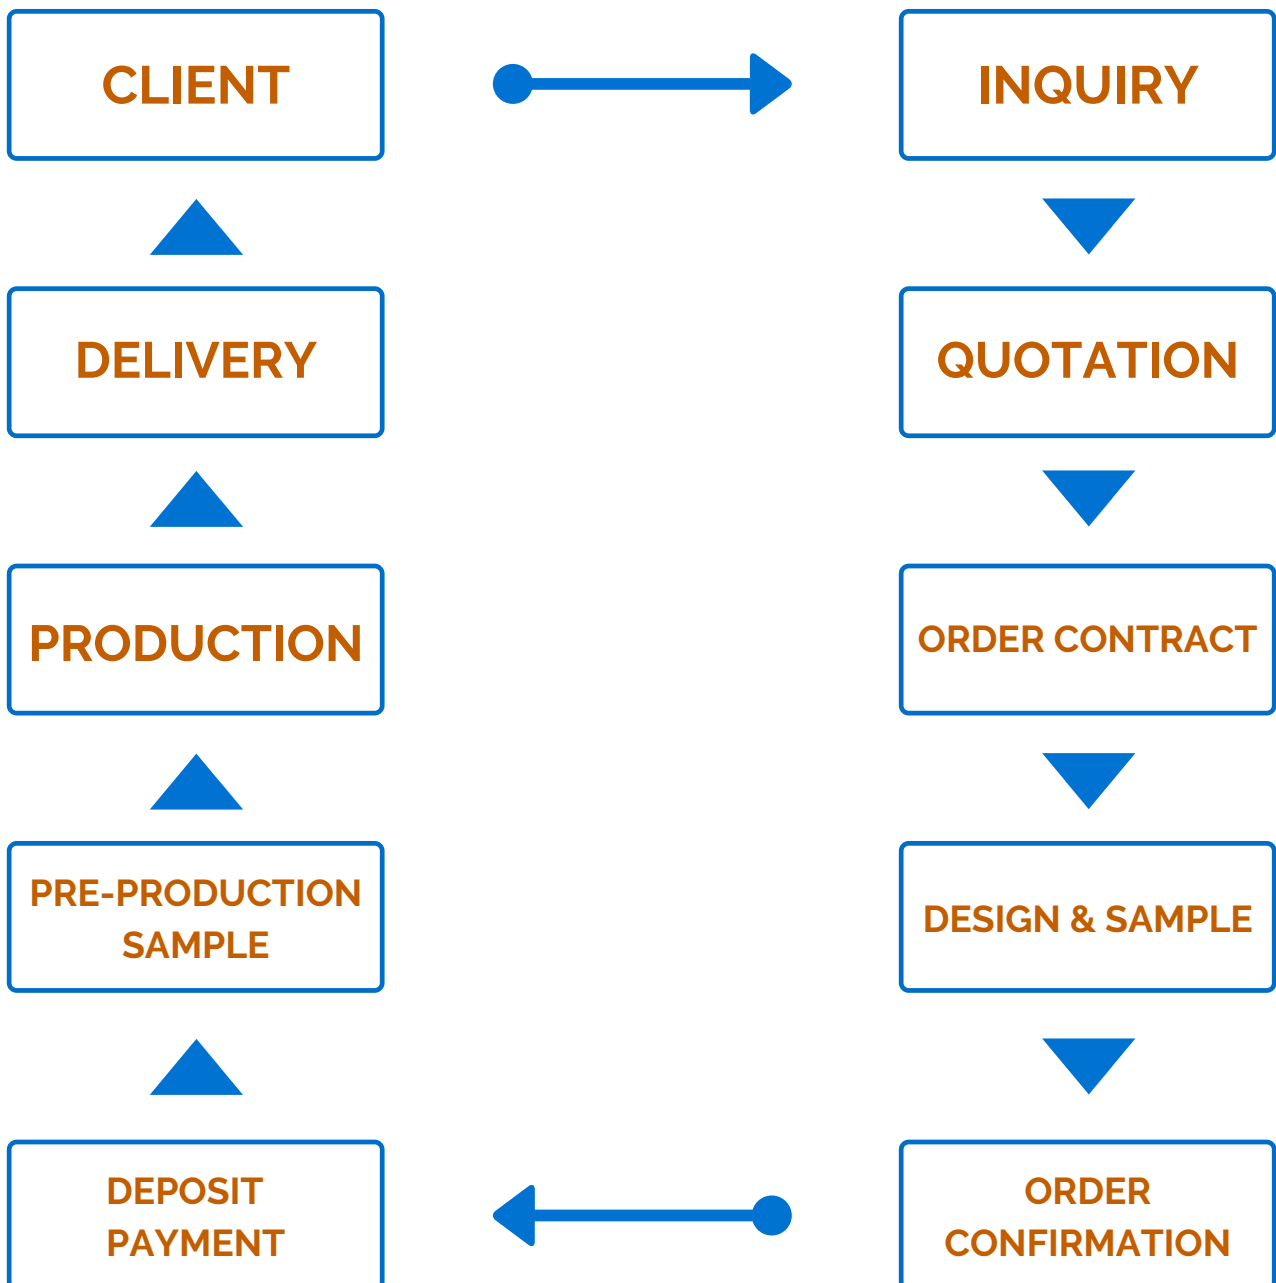 CLIENT
INQUIRY
DELIVERY
QUOTATION
PRODUCTION
ORDER CONTRACT
PRE-PRODUCTION
SAMPLE
DESIGN & SAMPLE
DEPOSIT
PAYMENT
ORDER
CONFIRMATION